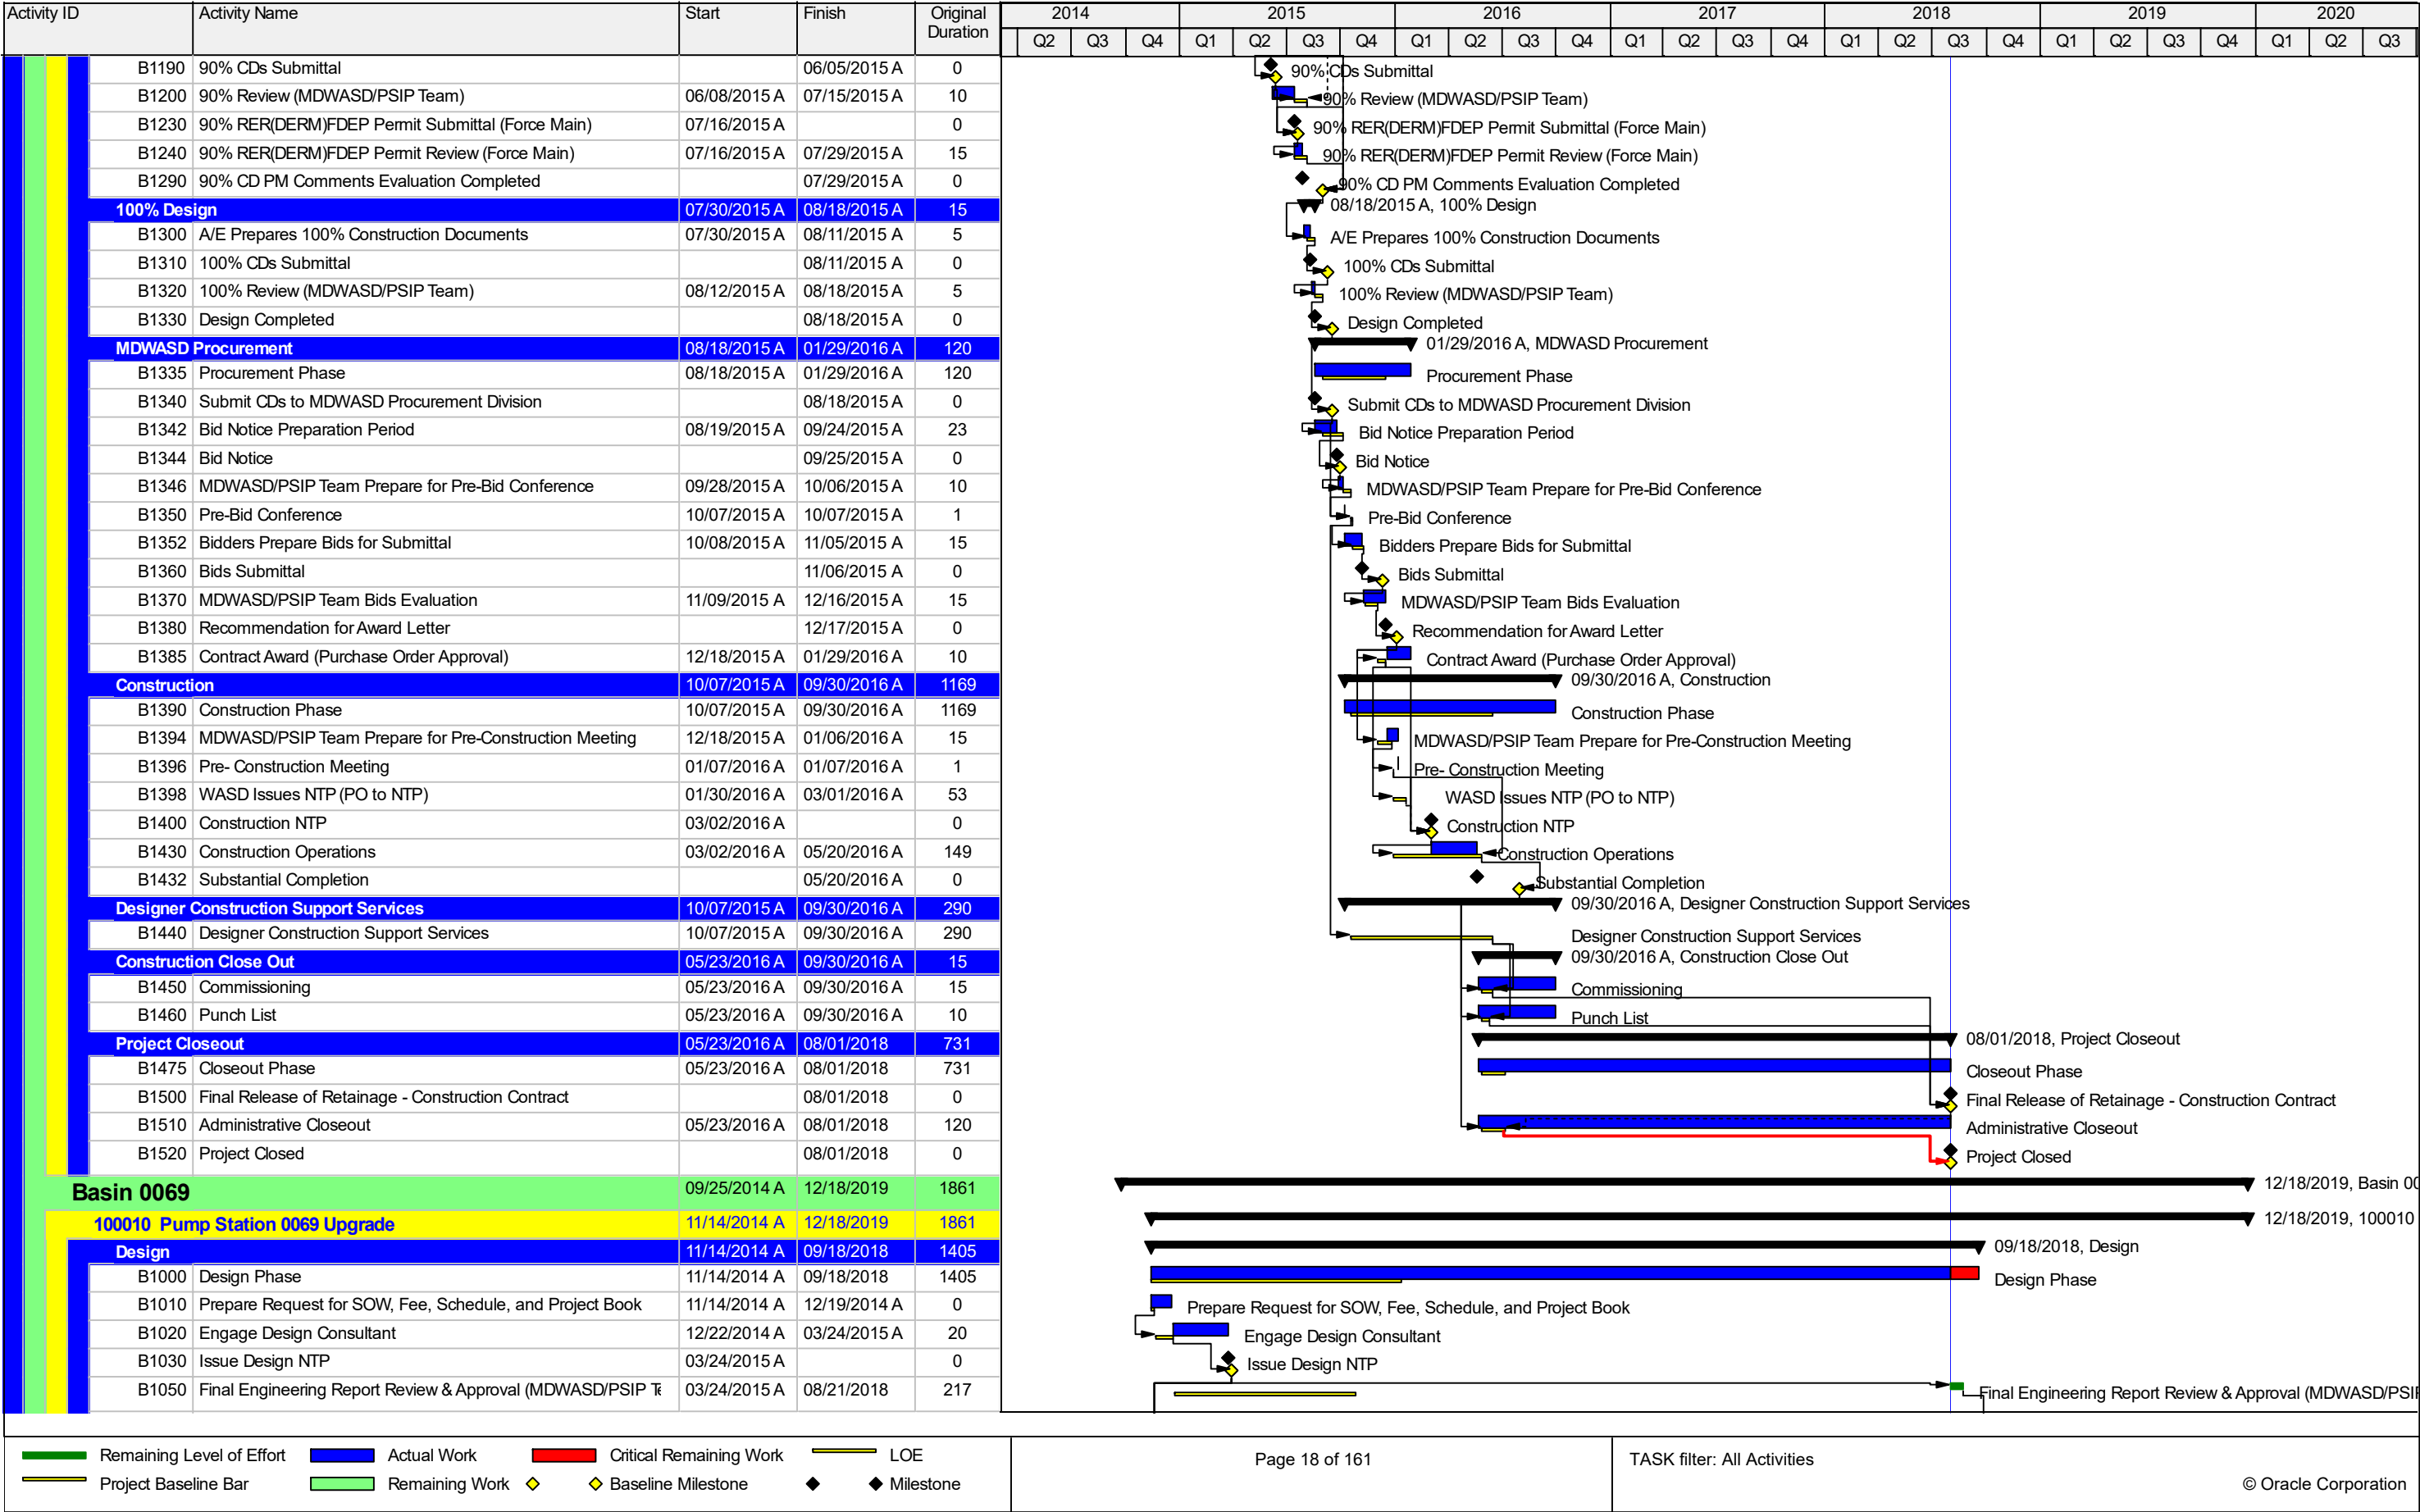 Activity ID Activity Name Start Finish Original Duration 2014 2015 2016 2017 2018 2019 2020
Q2 Q3 Q4 Q1 Q2 Q3 Q4 Q1 Q2 Q3 Q4 Q1 Q2 Q3 Q4 Q1 Q2 Q3 Q4 Q1 Q2 Q3 Q4 Q1 Q2 Q3
B1190 90% CDs Submittal 06/05/2015 A 0 90% CDs Submittal
B1200 90% Review (MDWASD/PSIP Team) 06/08/2015 A 07/15/2015 A 10 90% Review (MDWASD/PSIP Team)
B1230 90% RER(DERM)FDEP Permit Submittal (Force Main) 07/16/2015 A 0 90% RER(DERM)FDEP Permit Submittal (Force Main)
B1240 90% RER(DERM)FDEP Permit Review (Force Main) 07/16/2015 A 07/29/2015 A 15 90% RER(DERM)FDEP Permit Review (Force Main)
B1290 90% CD PM Comments Evaluation Completed 07/29/2015 A 0 90% CD PM Comments Evaluation Completed
100% Design 07/30/2015 A 08/18/2015 A 15 08/18/2015 A, 100% Design
B1300 A/E Prepares 100% Construction Documents 07/30/2015 A 08/11/2015 A 5 A/E Prepares 100% Construction Documents
B1310 100% CDs Submittal 08/11/2015 A 0 100% CDs Submittal
B1320 100% Review (MDWASD/PSIP Team) 08/12/2015 A 08/18/2015 A 5 100% Review (MDWASD/PSIP Team)
B1330 Design Completed 08/18/2015 A 0 Design Completed
MDWASD Procurement 08/18/2015 A 01/29/2016 A 120 01/29/2016 A, MDWASD Procurement
B1335 Procurement Phase 08/18/2015 A 01/29/2016 A 120 Procurement Phase
B1340 Submit CDs to MDWASD Procurement Division 08/18/2015 A 0 Submit CDs to MDWASD Procurement Division
B1342 Bid Notice Preparation Period 08/19/2015 A 09/24/2015 A 23 Bid Notice Preparation Period
B1344 Bid Notice 09/25/2015 A 0 Bid Notice
B1346 MDWASD/PSIP Team Prepare for Pre-Bid Conference 09/28/2015 A 10/06/2015 A 10 MDWASD/PSIP Team Prepare for Pre-Bid Conference
B1350 Pre-Bid Conference 10/07/2015 A 10/07/2015 A 1 Pre-Bid Conference
B1352 Bidders Prepare Bids for Submittal 10/08/2015 A 11/05/2015 A 15 Bidders Prepare Bids for Submittal
B1360 Bids Submittal 11/06/2015 A 0 Bids Submittal
B1370 MDWASD/PSIP Team Bids Evaluation 11/09/2015 A 12/16/2015 A 15 MDWASD/PSIP Team Bids Evaluation
B1380 Recommendation for Award Letter 12/17/2015 A 0 Recommendation for Award Letter
B1385 Contract Award (Purchase Order Approval) 12/18/2015 A 01/29/2016 A 10 Contract Award (Purchase Order Approval)
Construction 10/07/2015 A 09/30/2016 A 1169 09/30/2016 A, Construction
B1390 Construction Phase 10/07/2015 A 09/30/2016 A 1169 Construction Phase
B1394 MDWASD/PSIP Team Prepare for Pre-Construction Meeting 12/18/2015 A 01/06/2016 A 15 MDWASD/PSIP Team Prepare for Pre-Construction Meeting
B1396 Pre- Construction Meeting 01/07/2016 A 01/07/2016 A 1 Pre- Construction Meeting
B1398 WASD Issues NTP (PO to NTP) 01/30/2016 A 03/01/2016 A 53 WASD Issues NTP (PO to NTP)
B1400 Construction NTP 03/02/2016 A 0 Construction NTP
B1430 Construction Operations 03/02/2016 A 05/20/2016 A 149 Construction Operations
B1432 Substantial Completion 05/20/2016 A 0 Substantial Completion
Designer Construction Support Services 10/07/2015 A 09/30/2016 A 290 09/30/2016 A, Designer Construction Support Services
B1440 Designer Construction Support Services 10/07/2015 A 09/30/2016 A 290 Designer Construction Support Services
Construction Close Out 05/23/2016 A 09/30/2016 A 15 09/30/2016 A, Construction Close Out
B1450 Commissioning 05/23/2016 A 09/30/2016 A 15 Commissioning
B1460 Punch List 05/23/2016 A 09/30/2016 A 10 Punch List
Project Closeout 05/23/2016 A 08/01/2018 731 08/01/2018, Project Closeout
B1475 Closeout Phase 05/23/2016 A 08/01/2018 731 Closeout Phase
B1500 Final Release of Retainage - Construction Contract 08/01/2018 0 Final Release of Retainage - Construction Contract
B1510 Administrative Closeout 05/23/2016 A 08/01/2018 120 Administrative Closeout
B1520 Project Closed 08/01/2018 0 Project Closed
Basin 0069 09/25/2014 A 12/18/2019 1861 12/18/2019, Basin 00
100010 Pump Station 0069 Upgrade 11/14/2014 A 12/18/2019 1861 12/18/2019, 100010
Design 11/14/2014 A 09/18/2018 1405 09/18/2018, Design
B1000 Design Phase 11/14/2014 A 09/18/2018 1405 Design Phase
B1010 Prepare Request for SOW, Fee, Schedule, and Project Book 11/14/2014 A 12/19/2014 A 0 Prepare Request for SOW, Fee, Schedule, and Project Book
B1020 Engage Design Consultant 12/22/2014 A 03/24/2015 A 20 Engage Design Consultant
B1030 Issue Design NTP 03/24/2015 A 0 Issue Design NTP
B1050 Final Engineering Report Review & Approval (MDWASD/PSIP Te 03/24/2015 A 08/21/2018 217 Final Engineering Report Review & Approval (MDWASD/PSIP
Remaining Level of Effort Actual Work Critical Remaining Work LOE Page 18 of 161 TASK filter: All Activities
Project Baseline Bar Remaining Work Baseline Milestone Milestone © Oracle Corporation